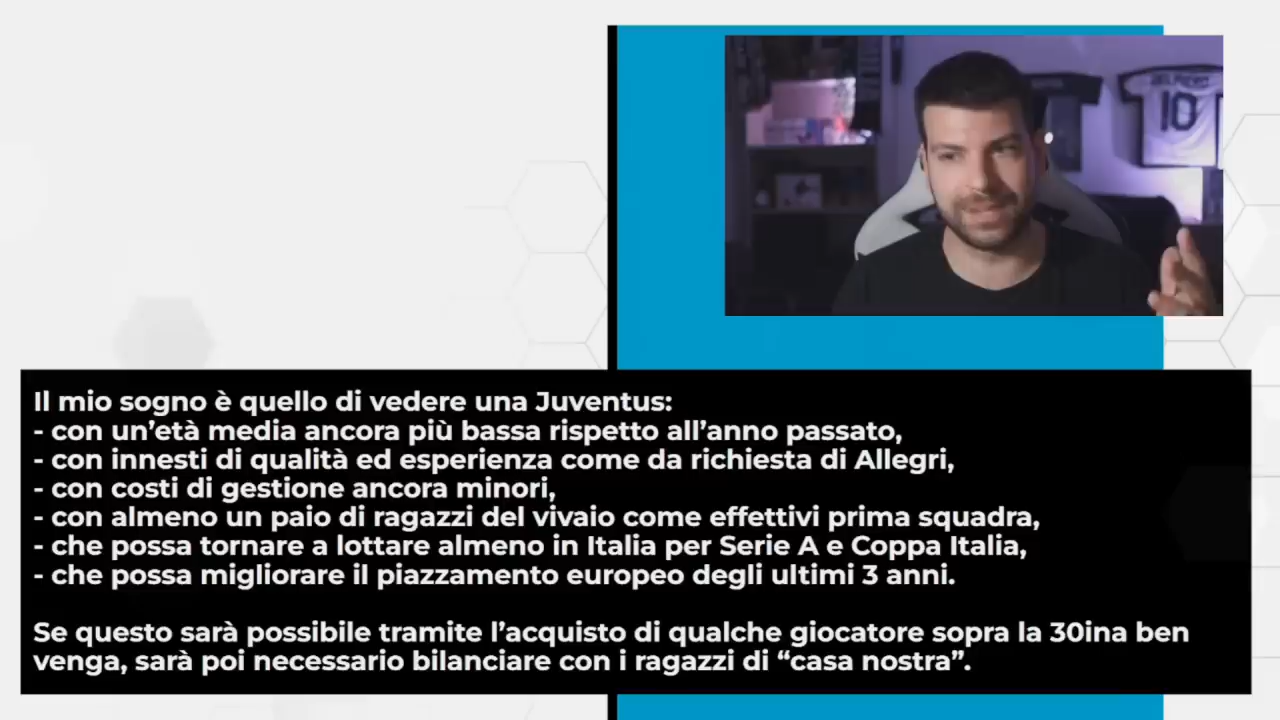 DEL PIERO
10
Il mio sogno è quello di vedere una Juventus:
- con un’età media ancora più bassa rispetto all’anno passato,
- con innesti di qualità ed esperienza come da richiesta di Allegri,
- con costi di gestione ancora minori,
- con almeno un paio di ragazzi del vivaio come effettivi prima squadra,
- che possa tornare a lottare almeno in Italia per Serie A e Coppa Italia,
- che possa migliorare il piazzamento europeo degli ultimi 3 anni.
Se questo sarà possibile tramite l’acquisto di qualche giocatore sopra la 30ina ben
venga, sarà poi necessario bilanciare con i ragazzi di “casa nostra”.